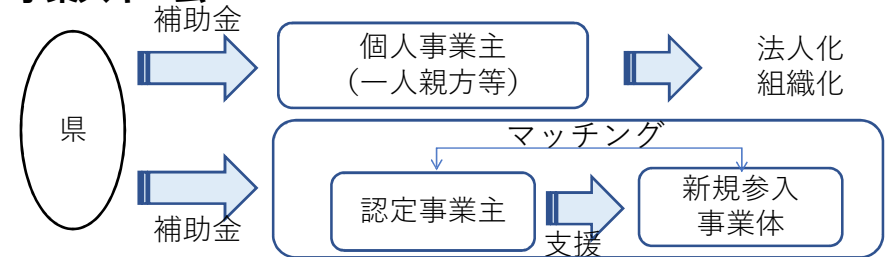 補助金
個人事業主
(一人親方等)
法人化
組織化
県
マッチング
認定事業主
新規参入
事業体
支援
補助金